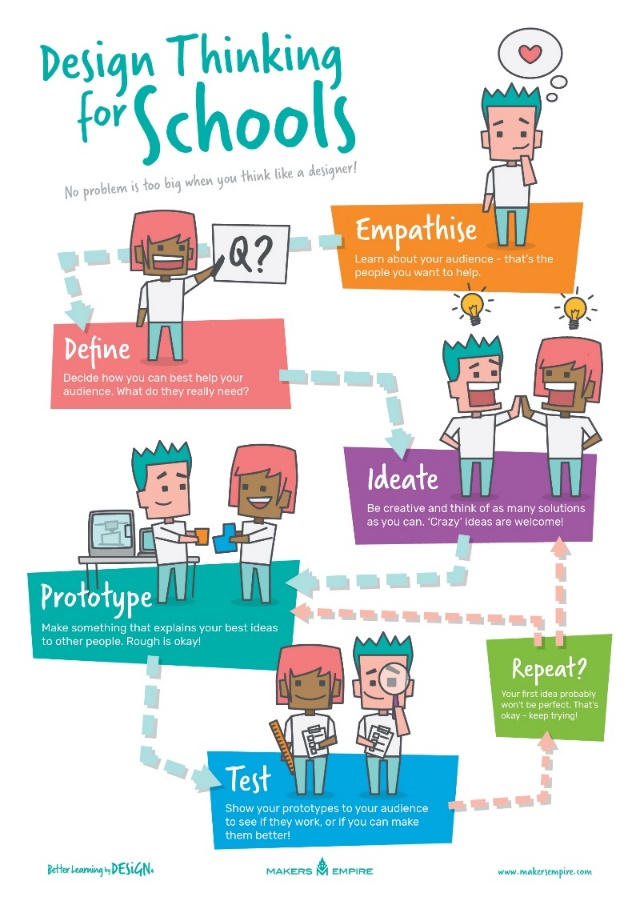 Design Thinking
for Schools
No problem is too big when you think like a designer!
Empathise
Learn about your audience - that's the
people you want to help.
Q?
Define
Decide how you can best help your
audience. What do they really need?
Ideate
Be creative and think of as many solutions
as you can. 'Crazy' ideas are welcome!
Prototype
Make something that explains your best ideas
to other people. Rough is okay!
Repeat?
Your first idea probably
won't be perfect. That's
okay - keep trying!
Test
Show your prototypes to your audience
to see if they work, or if you can make
them better!
Better Learning by DESiGN.
MAKERS EMPIRE
www.makersempire.com